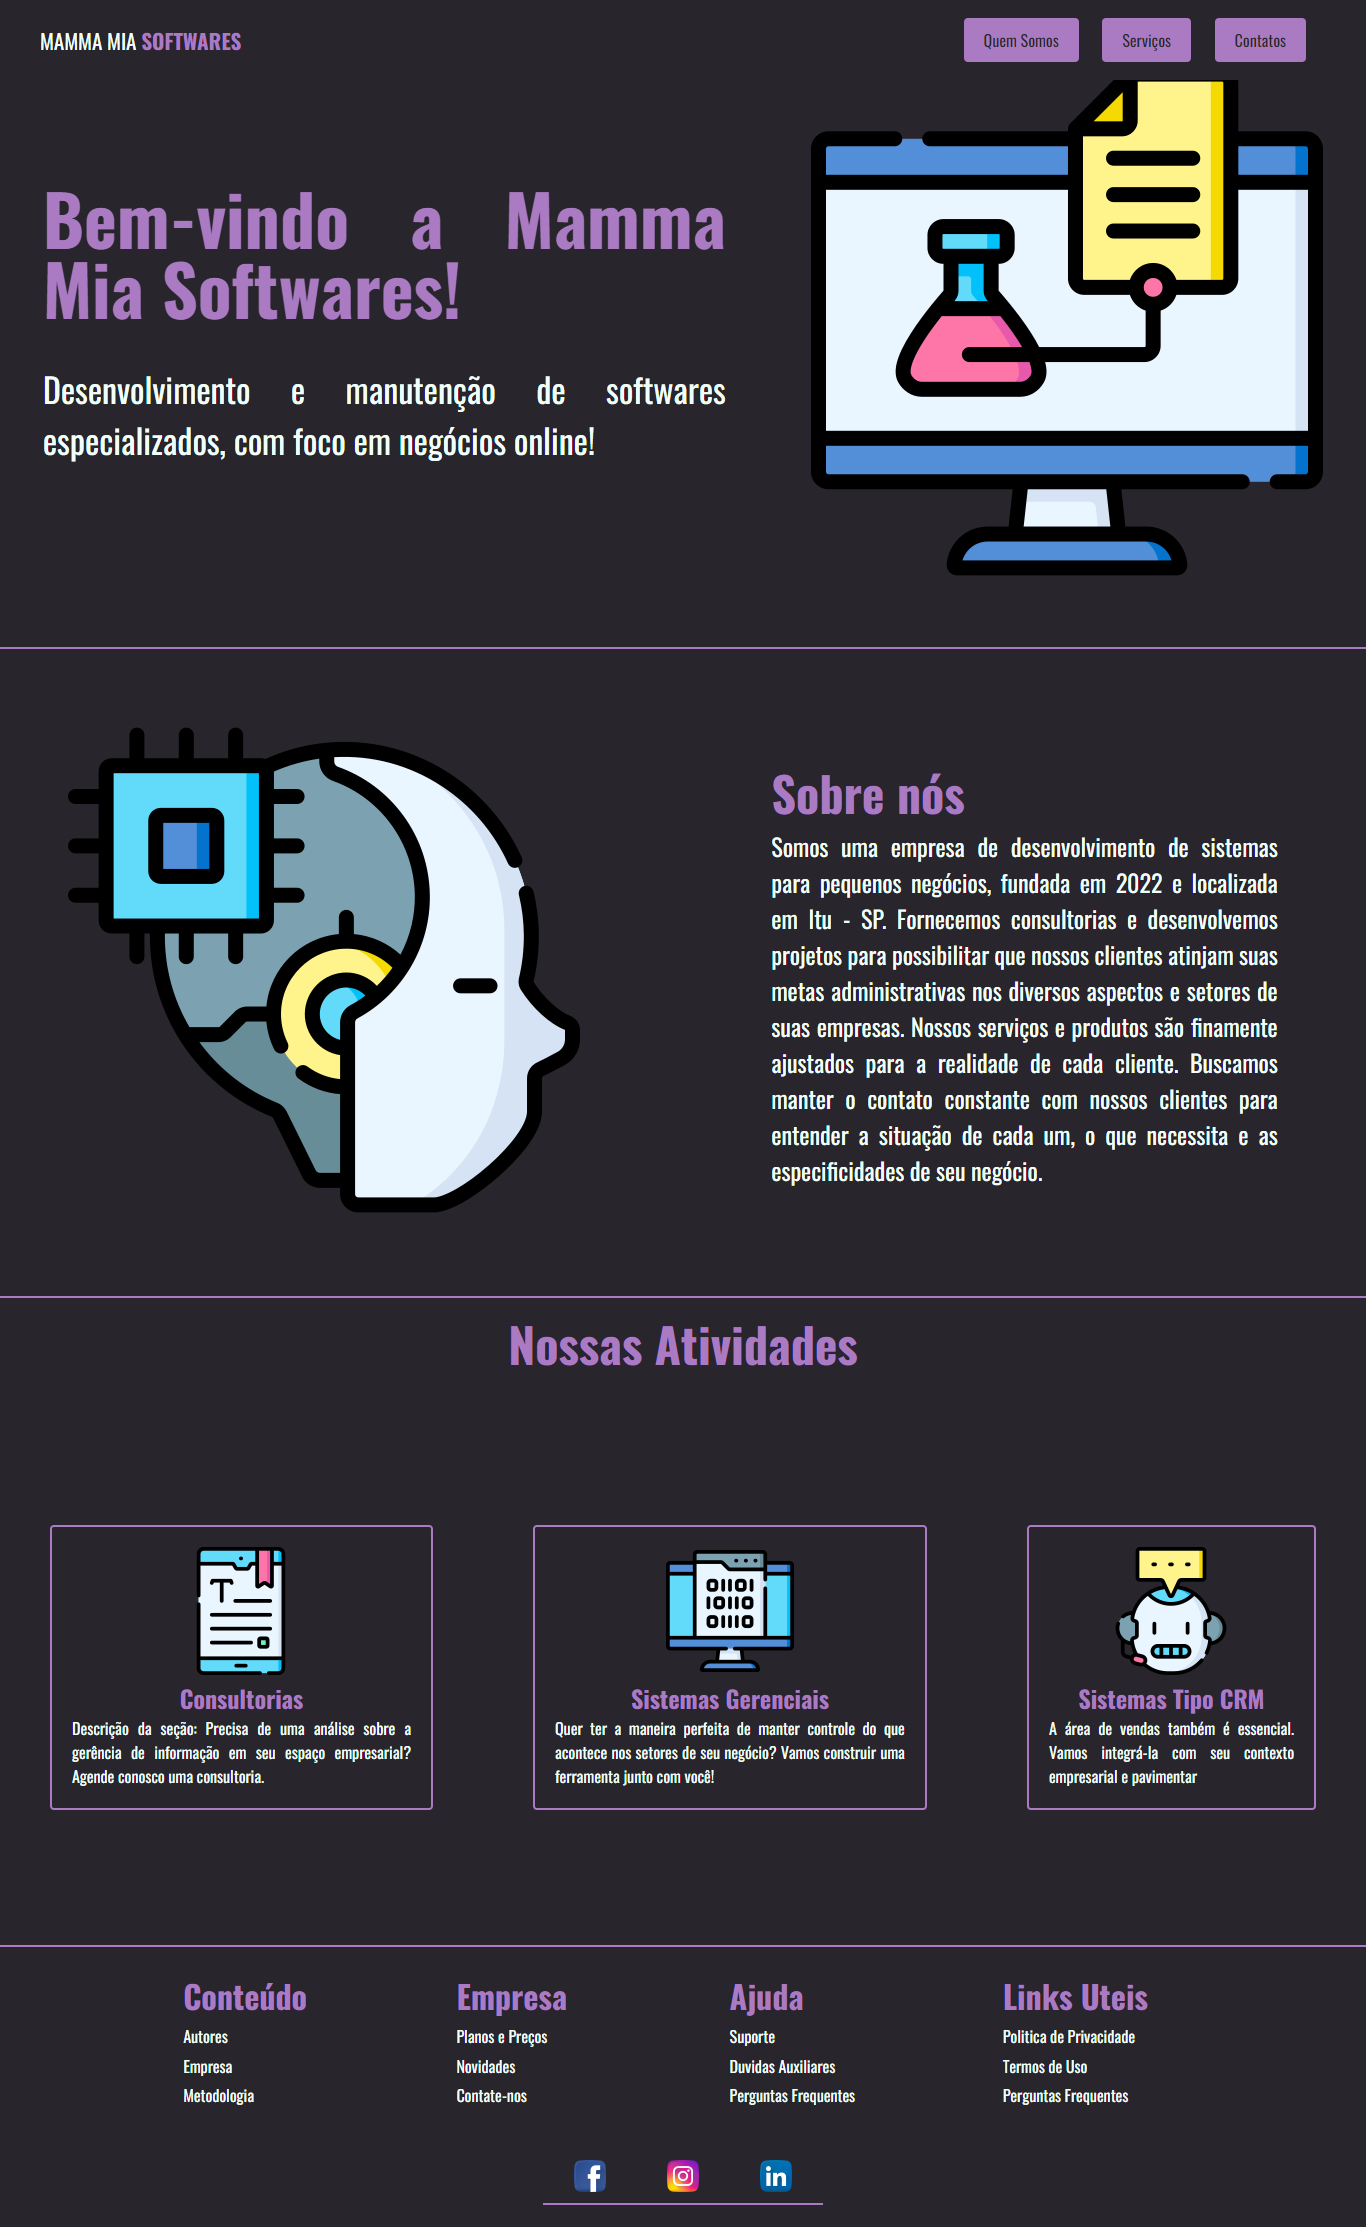 MAMMA MIA SOFTWARES
Quem Somos
Serviços
Contatos
Bem-vindo a Mamma
Mia Softwares!
Desenvolvimento e manutenção de softwares
especializados, com foco em negócios online!
Sobre nós
Somos uma empresa de desenvolvimento de sistemas
para pequenos negócios, fundada em 2022 e localizada
em Itu - SP. Fornecemos consultorias e desenvolvemos
projetos para possibilitar que nossos clientes atinjam suas
metas administrativas nos diversos aspectos e setores de
suas empresas. Nossos serviços e produtos são finamente
ajustados para a realidade de cada cliente. Buscamos
manter o contato constante com nossos clientes para
entender a situação de cada um, o que necessita e as
especificidades de seu negócio.
Nossas Atividades
T
Consultorias
Descrição da seção: Precisa de uma análise sobre a
gerência de informação em seu espaço empresarial?
Agende conosco uma consultoria.
Sistemas Gerenciais
Quer ter a maneira perfeita de manter controle do que
acontece nos setores de seu negócio? Vamos construir uma
ferramenta junto com você!
Sistemas Tipo CRM
A área de vendas também é essencial.
Vamos integrá-la com seu contexto
empresarial e pavimentar
Conteúdo
Autores
Empresa
Metodologia
Empresa
Planos e Preços
Novidades
Contate-nos
Ajuda
Suporte
Duvidas Auxiliares
Perguntas Frequentes
Links Uteis
Politica de Privacidade
Termos de Uso
Perguntas Frequentes
f
in